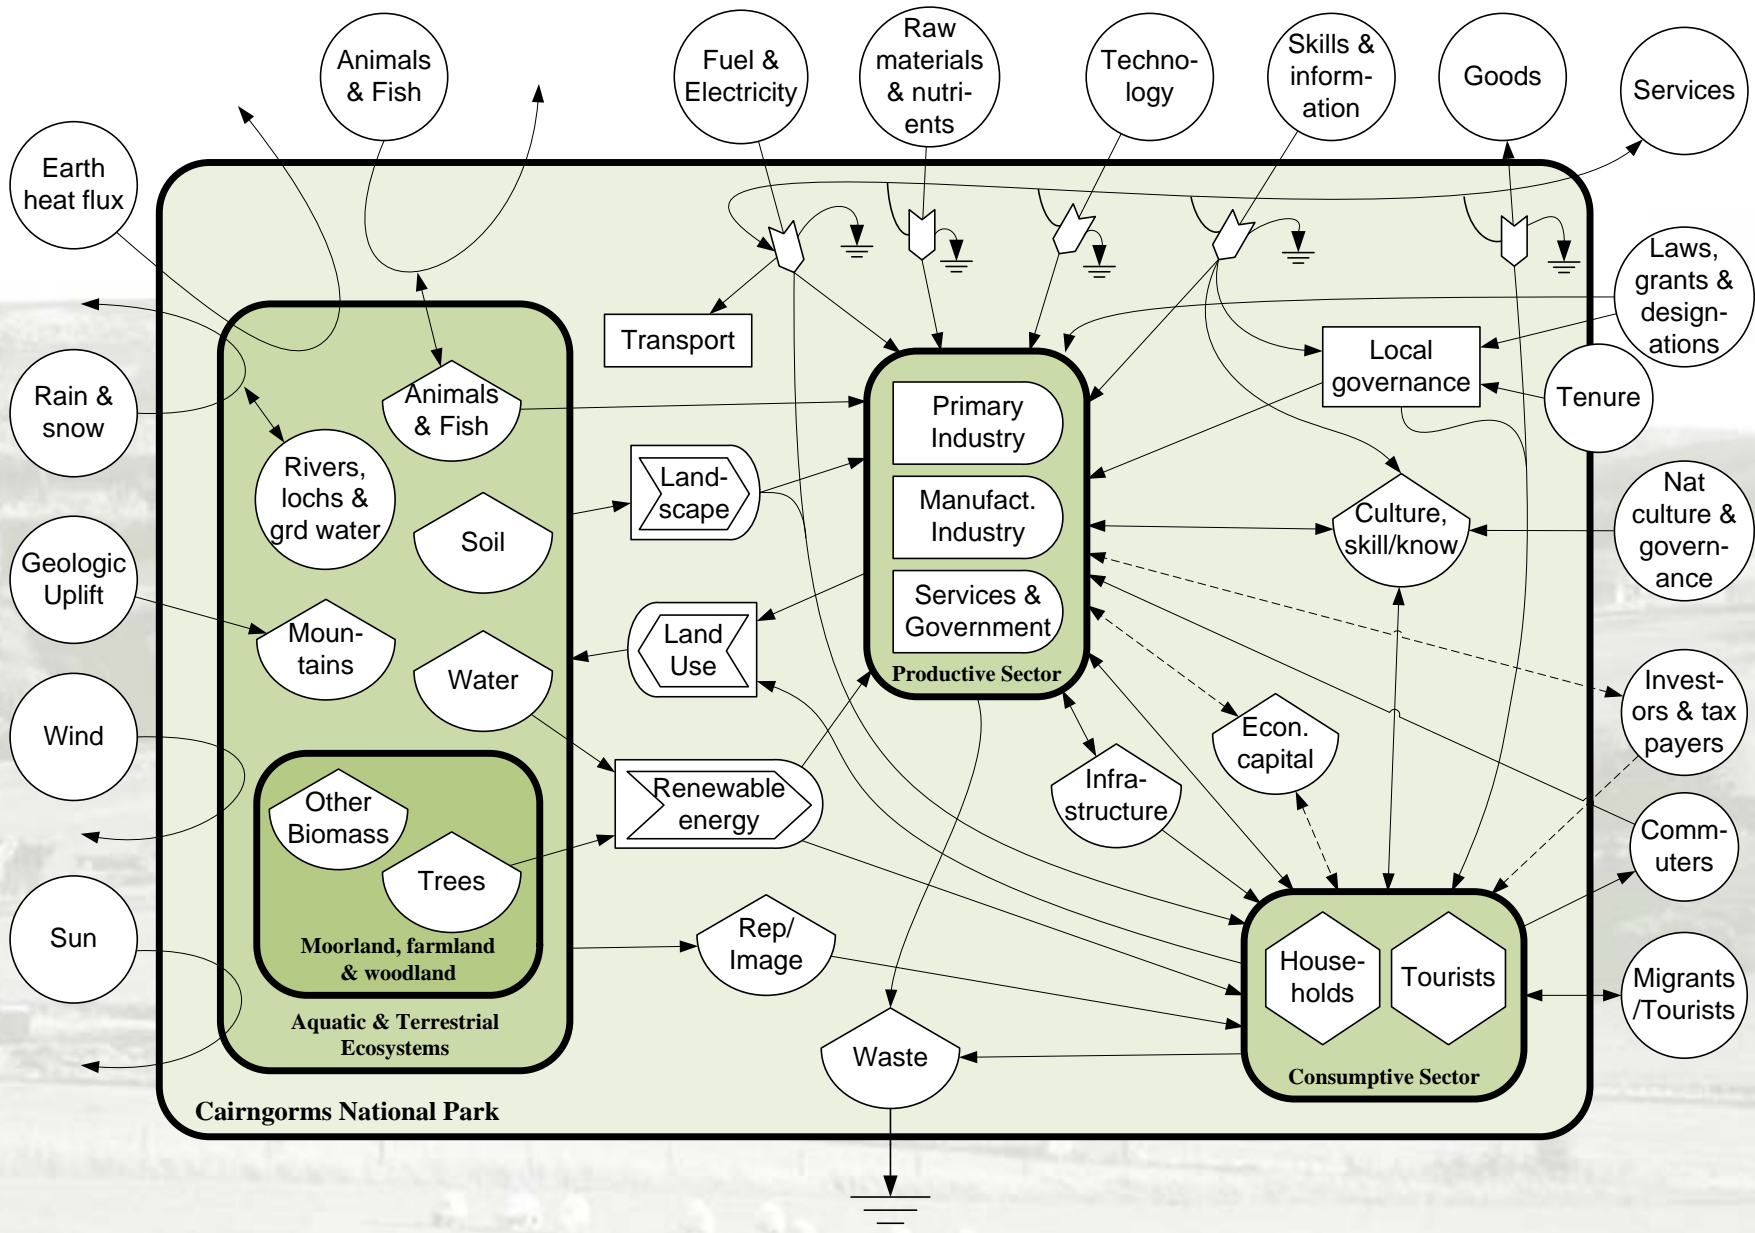 Animals
& Fish
Fuel &
Electricity
Raw
materials
& nutri-
ents
Techno-
logy
Skills &
inform-
ation
Goods
Services
Earth
heat flux
Rain &
snow
Geologic
Uplift
Wind
Sun
Laws,
grants &
design-
ations
Tenure
Nat
culture &
govern-
ance
Invest-
ors & tax
payers
Comm-
uters
Migrants
/Tourists
Transport
Local
governance
Animals
& Fish
Rivers,
lochs &
grd water
Soil
Moun-
tains
Water
Other
Biomass
Trees
Moorland, farmland
& woodland
Aquatic & Terrestrial
Ecosystems
Land-
scape
Land
Use
Renewable
energy
Rep/
Image
Primary
Industry
Manufact.
Industry
Services &
Government
Productive Sector
Culture,
skill/know
Econ.
capital
Infra-
structure
Waste
House-
holds
Tourists
Consumptive Sector
Cairngorms National Park